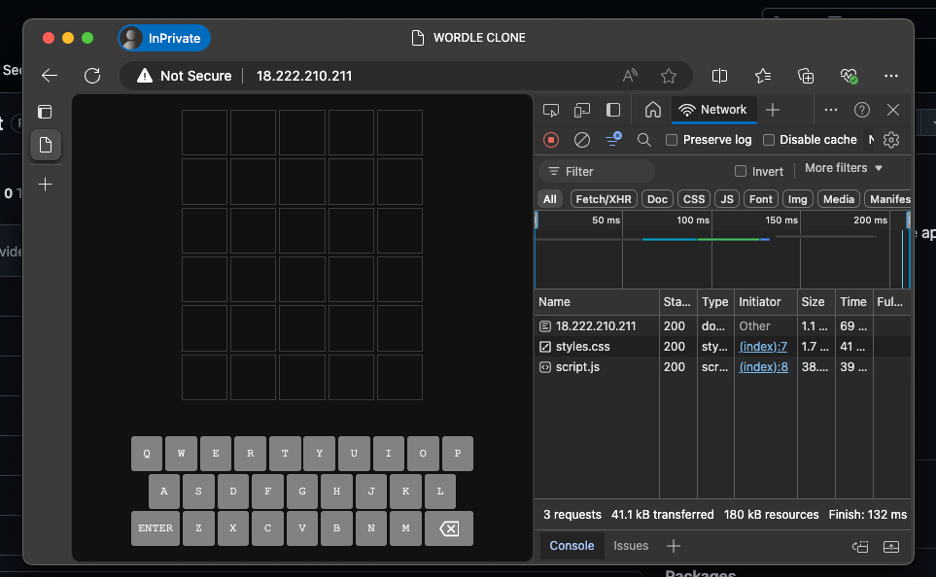 InPrivate
WORDLE CLONE
Not Secure
18.222.210.211
Network
Preserve log
Disable cache
Filter
Invert
More filters
All
Fetch/XHR
Doc
CSS
JS
Font
Img
Media
Manifes
50 ms
100 ms
150 ms
200 ms
Name Sta... Type Initiator Size Time Ful...
18.222.210.211 200 do... Other 1.1 ... 69 ...
styles.css 200 sty... (index):7 1.7 ... 41 ...
script.js 200 scr... (index):8 38.... 39 ...
Q W E R T Y U I O P
A S D F G H J K L
ENTER Z X C V B N M
3 requests 41.1 kB transferred 180 kB resources Finish: 132 ms
Console Issues
Packages